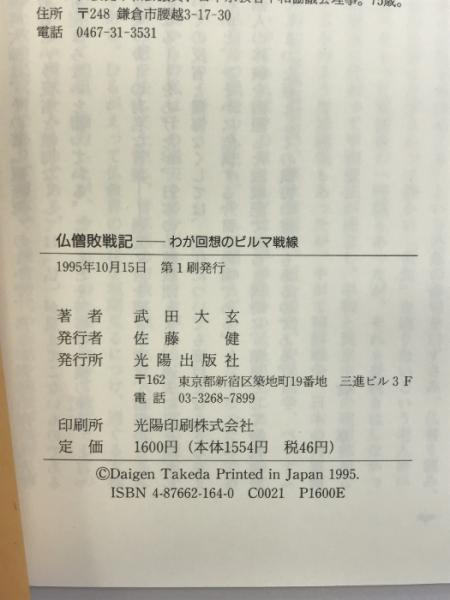 住所 〒248 鎌倉市腰越3-17-30
電話 0467-31-3531
仏僧敗戦記――わが回想のビルマ戦線
1995年10月15日 第1刷発行
著者 武田大玄
発行者 佐藤健
発行所 光陽出版社
〒162 東京都新宿区築地町19番地 三進ビル3F
電話 03-3268-7899
印刷所 光陽印刷株式会社
定価 1600円（本体1554円 税46円）
©Daigen Takeda Printed in Japan 1995.
ISBN 4-87662-164-0 C0021 P1600E